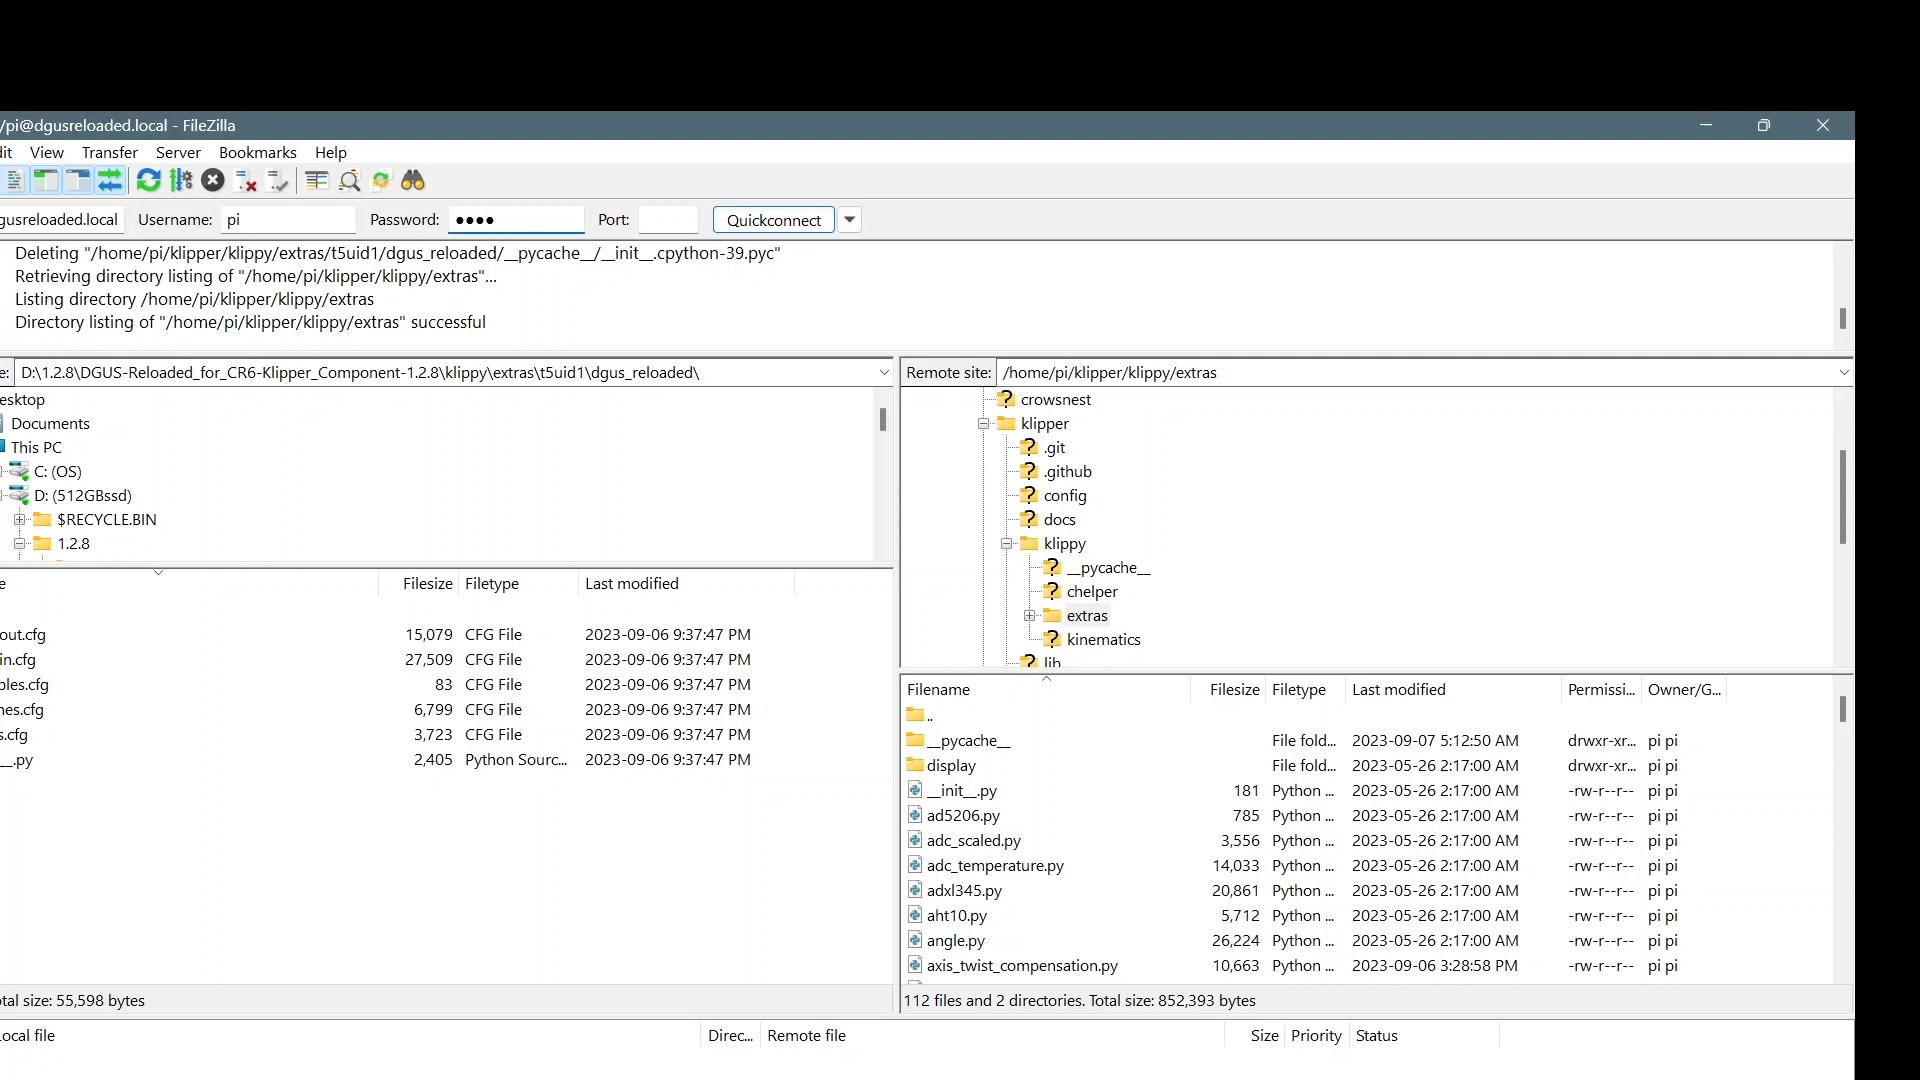 /pi@dgusreloaded.local - FileZilla
dit View Transfer Server Bookmarks Help
gusreloaded.local Username: pi Password: ●●●● Port: Quickconnect
Deleting "/home/pi/klipper/klippy/extras/t5uid1/dgus_reloaded/__pycache__/__init__.cpython-39.pyc"
Retrieving directory listing of "/home/pi/klipper/klippy/extras"...
Listing directory /home/pi/klipper/klippy/extras
Directory listing of "/home/pi/klipper/klippy/extras" successful
e: D:\1.2.8\DGUS-Reloaded_for_CR6-Klipper_Component-1.2.8\klippy\extras\t5uid1\dgus_reloaded\
esktop
Documents
This PC
C: (OS)
D: (512GBssd)
$RECYCLE.BIN
1.2.8
e Filesize Filetype Last modified
out.cfg 15,079 CFG File 2023-09-06 9:37:47 PM
in.cfg 27,509 CFG File 2023-09-06 9:37:47 PM
bles.cfg 83 CFG File 2023-09-06 9:37:47 PM
nes.cfg 6,799 CFG File 2023-09-06 9:37:47 PM
s.cfg 3,723 CFG File 2023-09-06 9:37:47 PM
__.py 2,405 Python Sourc... 2023-09-06 9:37:47 PM
otal size: 55,598 bytes
Remote site: /home/pi/klipper/klippy/extras
crowsnest
klipper
.git
.github
config
docs
klippy
__pycache__
chelper
extras
kinematics
lib
Filename Filesize Filetype Last modified Permissi... Owner/G...
..
__pycache__ File fold... 2023-09-07 5:12:50 AM drwxr-xr... pi pi
display File fold... 2023-05-26 2:17:00 AM drwxr-xr... pi pi
__init__.py 181 Python ... 2023-05-26 2:17:00 AM -rw-r--r-- pi pi
ad5206.py 785 Python ... 2023-05-26 2:17:00 AM -rw-r--r-- pi pi
adc_scaled.py 3,556 Python ... 2023-05-26 2:17:00 AM -rw-r--r-- pi pi
adc_temperature.py 14,033 Python ... 2023-05-26 2:17:00 AM -rw-r--r-- pi pi
adxl345.py 20,861 Python ... 2023-05-26 2:17:00 AM -rw-r--r-- pi pi
aht10.py 5,712 Python ... 2023-05-26 2:17:00 AM -rw-r--r-- pi pi
angle.py 26,224 Python ... 2023-05-26 2:17:00 AM -rw-r--r-- pi pi
axis_twist_compensation.py 10,663 Python ... 2023-09-06 3:28:58 PM -rw-r--r-- pi pi
112 files and 2 directories. Total size: 852,393 bytes
Local file Direc... Remote file Size Priority Status